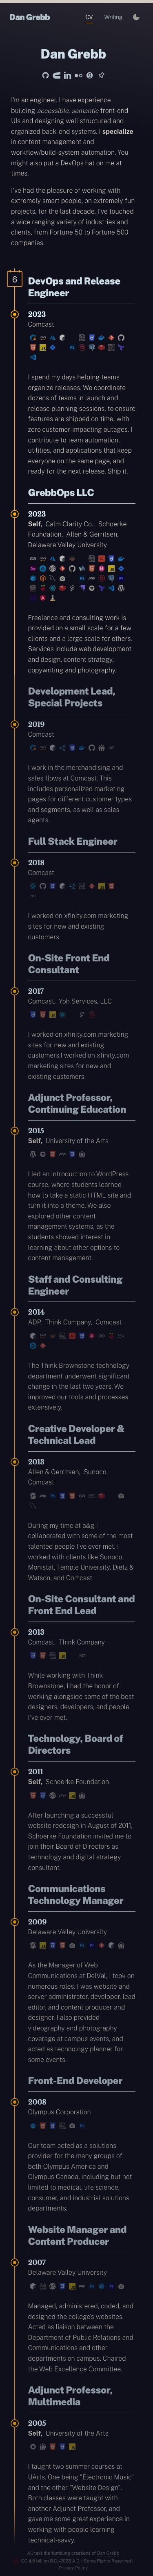 Dan Grebb
CV
Writing
Dan Grebb
I'm an engineer. I have experience
building accessible, semantic front-end
UIs and designing well structured and
organized back-end systems. I specialize
in content management and
workflow/build-system automation. You
might also put a DevOps hat on me at
times.
I've had the pleasure of working with
extremely smart people, on extremely fun
projects, for the last decade. I've touched
a wide ranging variety of industries and
clients, from Fortune 50 to Fortune 500
companies.
6
DevOps and Release
Engineer
2023
Comcast
I spend my days helping teams
organize releases. We coordinate
dozens of teams in launch and
release planning sessions, to ensure
features are shipped on time, with
zero customer-impacting outages. I
contribute to team automation,
utilities, and applications that keep
everyone on the same page, and
ready for the next release. Ship it.
GrebbOps LLC
2023
Self, Calm Clarity Co., Schoerke
Foundation, Allen & Gerritsen,
Delaware Valley University
Freelance and consulting work is
provided on a small scale for a few
clients and a large scale for others.
Services include web development
and design, content strategy,
copywriting and photography.
Development Lead,
Special Projects
2019
Comcast
I work in the merchandising and
sales flows at Comcast. This
includes personalized marketing
pages for different customer types
and segments, as well as sales
agents.
Full Stack Engineer
2018
Comcast
I worked on xfinity.com marketing
sites for new and existing
customers.
On-Site Front End
Consultant
2017
Comcast, Yoh Services, LLC
I worked on xfinity.com marketing
sites for new and existing
customers.I worked on xfinity.com
marketing sites for new and
existing customers.
Adjunct Professor,
Continuing Education
2015
Self, University of the Arts
I led an introduction to WordPress
course, where students learned
how to take a static HTML site and
turn it into a theme. We also
explored other content
management systems, as the
students showed interest in
learning about other options to
content management.
Staff and Consulting
Engineer
2014
ADP, Think Company, Comcast
The Think Brownstone technology
department underwent significant
change in the last two years. We
improved our tools and processes
extensively.
Creative Developer &
Technical Lead
2013
Allen & Gerritsen, Sunoco,
Comcast
During my time at a&g I
collaborated with some of the most
talented people I've ever met. I
worked with clients like Sunoco,
Monistat, Temple University, Dietz &
Watson, and Comcast.
On-Site Consultant and
Front End Lead
2013
Comcast, Think Company
While working with Think
Brownstone, I had the honor of
working alongside some of the best
designers, developers, and people
I've ever met.
Technology, Board of
Directors
2011
Self, Schoerke Foundation
After launching a successful
website redesign in August of 2011,
Schoerke Foundation invited me to
join their board of directors as
technology and digital strategy
consultant.
Communications
Technology Manager
2009
Delaware Valley University
As the Manager of Web
Communications at DelVal, I took on
numerous roles. I was website and
server administrator, developer, lead
editor, and content producer and
designer. I also provided
videography and photography
coverage at campus events, and
acted as technology planner for
some events.
Front-End Developer
2008
Olympus Corporation
Our team acted as a solutions
provider for the many groups of
both Olympus America and
Olympus Canada, including but not
limited to medical, life science,
consumer, and industrial solutions
departments.
Website Manager and
Content Producer
2007
Delaware Valley University
Managed, administered, coded, and
designed the college's websites.
Acted as liaison between the
Department of Public Relations and
Communications and other
departments on campus. Chaired
the Web Excellence Committee.
Adjunct Professor,
Multimedia
2005
Self, University of the Arts
I taught two summer courses at
UArts. One being "Electronic Music"
and the other "Website Design".
Both classes were taught with
another Adjunct Professor, and
gave me some great experience in
working with people learning
technical-savvy.
Privacy Policy